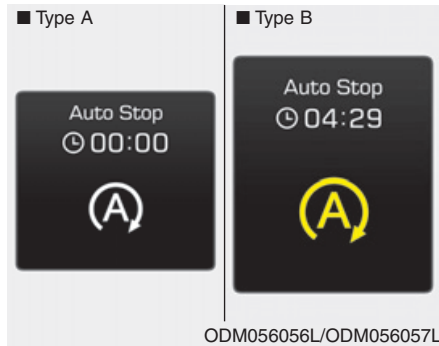 ■ Type A
Auto Stop
00:00
A
■ Type B
Auto Stop
04:29
A
ODM056056L/ODM056057L